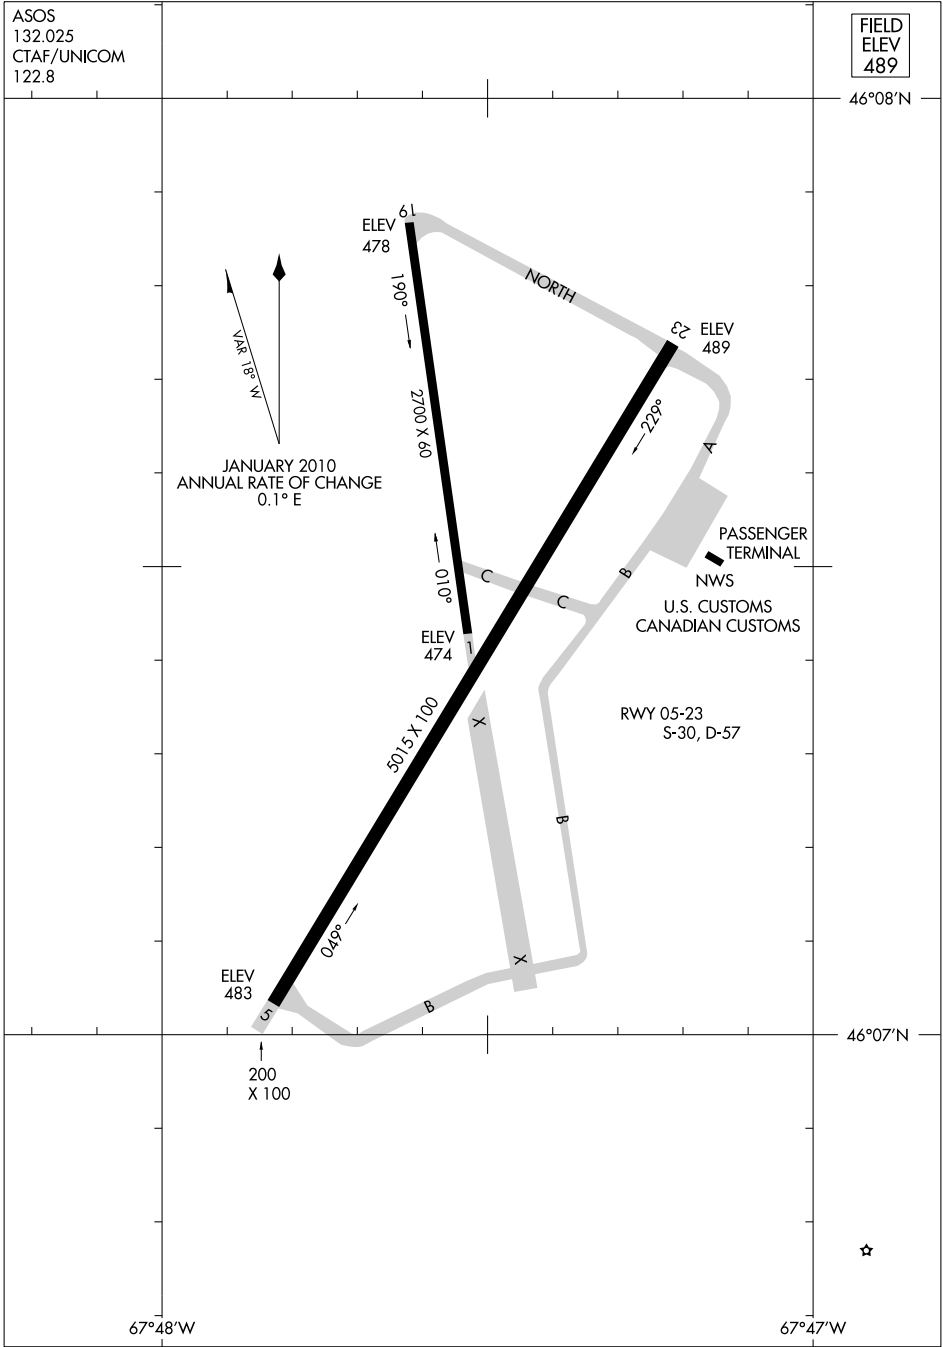 ASOS
132.025
CTAF/UNICOM
122.8
FIELD
ELEV
489
46°08'N
19
ELEV
478
NORTH
190°
VAR 18° W
23
ELEV
489
2700 X 60
229°
A
JANUARY 2010
ANNUAL RATE OF CHANGE
0.1° E
PASSENGER
TERMINAL
NWS
U.S. CUSTOMS
CANADIAN CUSTOMS
010°
C
C
B
ELEV
474
1
5015 X 100
X
RWY 05-23
S-30, D-57
B
049°
X
ELEV
483
5
B
46°07'N
200
X 100
67°48'W
67°47'W